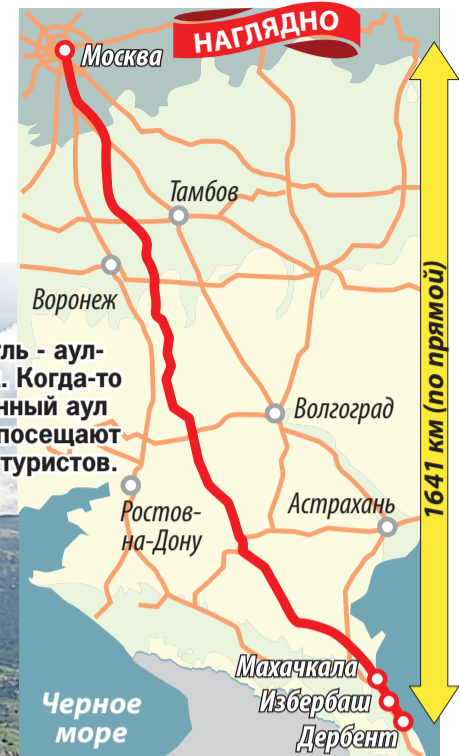 НАГЛЯДНО
Москва
Тамбов
Воронеж
ль - аул-
. Когда-то
нный аул
посещают
туристов.
Волгоград
1641 км (по прямой)
Астрахань
Ростов-
на-Дону
Махачкала
Избербаш
Дербент
Черное
море